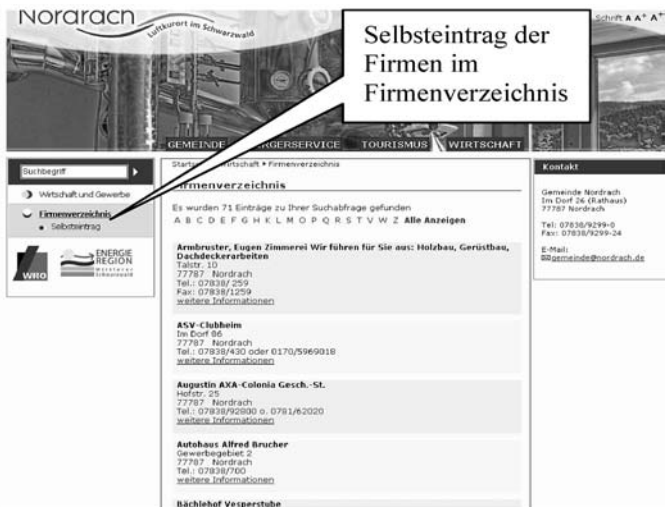 Nordrach
Luftkurort im Schwarzwald
Schrift A A+ A++
Selbsteintrag der
Firmen im
Firmenverzeichnis
GEMEINDE RGERSERVICE TOURISMUS WIRTSCHAFT
Suchbegriff
Wirtschaft und Gewerbe
Firmenverzeichnis
Selbsteintrag
WRO
ENERGIE
REGION
Starts irtschaft Firmenverzeichnis
irmenverzeichnis
Es wurden 71 Einträge zu Ihrer Suchabfrage gefunden
A B C D E F G H K L M O P Q R S T V W Z Alle Anzeigen
Armbruster, Eugen Zimmerei Wir führen für Sie aus: Holzbau, Gerüstbau,
Dachdeckerarbeiten
Talstr. 10
77787 Nordrach
Tel.: 07838/ 259
Fax: 07838/1259
weitere Informationen
ASV-Clubheim
Im Dorf 86
77787 Nordrach
Tel.: 07838/430 oder 0170/5969018
weitere Informationen
Augustin AXA-Colonia Gesch.-St.
Hofstr. 25
77787 Nordrach
Tel.: 07838/92800 o. 0781/62020
weitere Informationen
Autohaus Alfred Brucher
Gewerbegebiet 2
77787 Nordrach
Tel.: 07838/700
weitere Informationen
Bächlehof Vesperstube
Kontakt
Gemeinde Nordrach
Im Dorf 26 (Rathaus)
77787 Nordrach
Tel: 07838/9299-0
Fax: 07838/9299-24
E-Mail:
gemeinde@nordrach.de